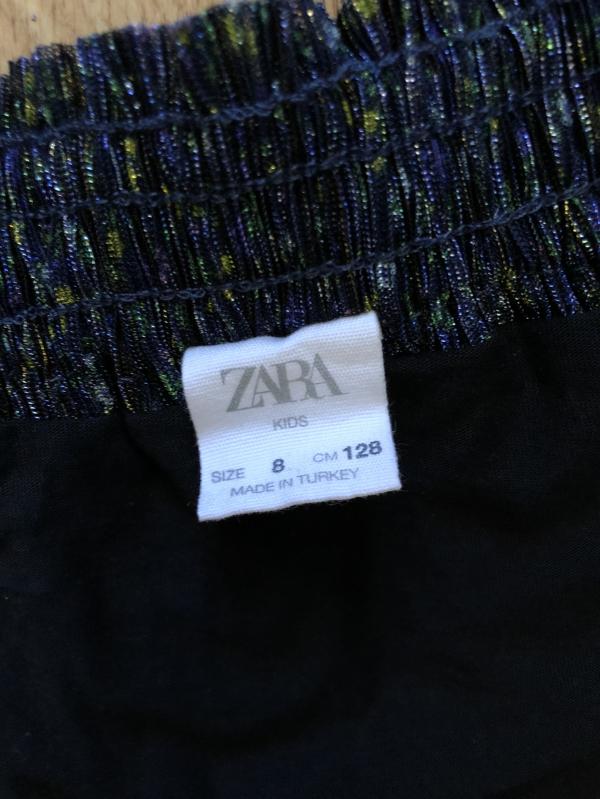 ZARA
KIDS
SIZE 8 CM 128
MADE IN TURKEY